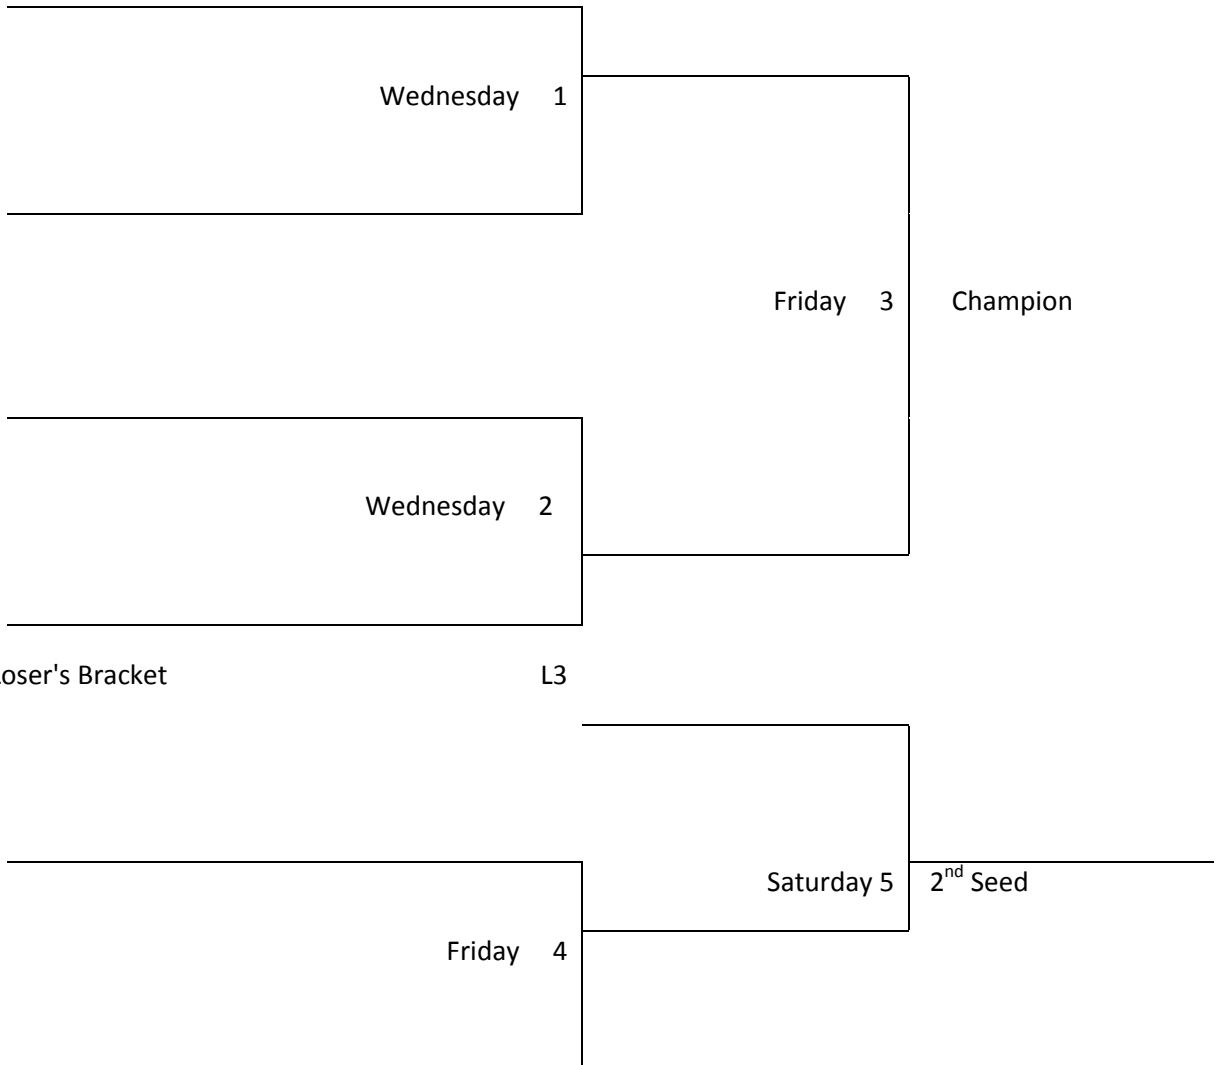 Wednesday 1
Friday 3 Champion
Wednesday 2
oser's Bracket L3
Saturday 5 2nd Seed
Friday 4